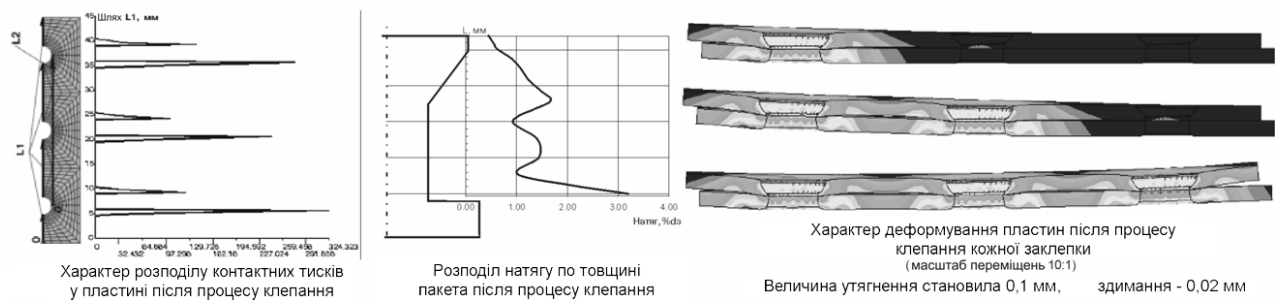 Шлях L1, мм
45
40
35
30
25
20
15
10
5
0
L2
L1
0
0 64.864 129.726 194.592 259.458 324.323
32.432 97.296 162.16 227.024 291.888
Характер розподілу контактних тисків
у пластині після процесу клепання
L, мм
0.00 1.00 2.00 3.00 4.00
Натяг,%dз
Розподіл натягу по товщині
пакета після процесу клепання
Характер деформування пластин після процесу
клепання кожної заклепки
(масштаб переміщень 10:1)
Величина утягнення становила 0,1 мм, здимання - 0,02 мм